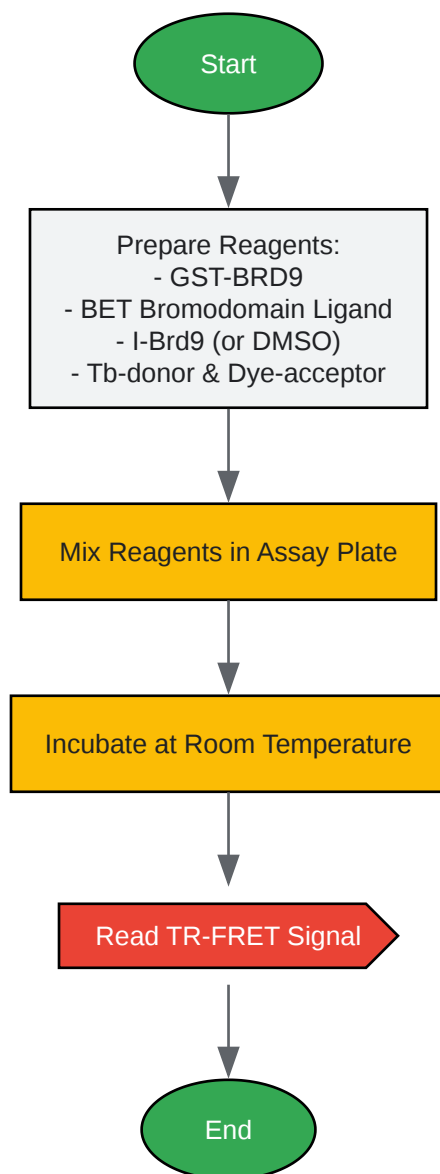 Start
Prepare Reagents:
- GST-BRD9
- BET Bromodomain Ligand
- I-Brd9 (or DMSO)
- Tb-donor & Dye-acceptor
Mix Reagents in Assay Plate
Incubate at Room Temperature
Read TR-FRET Signal
End